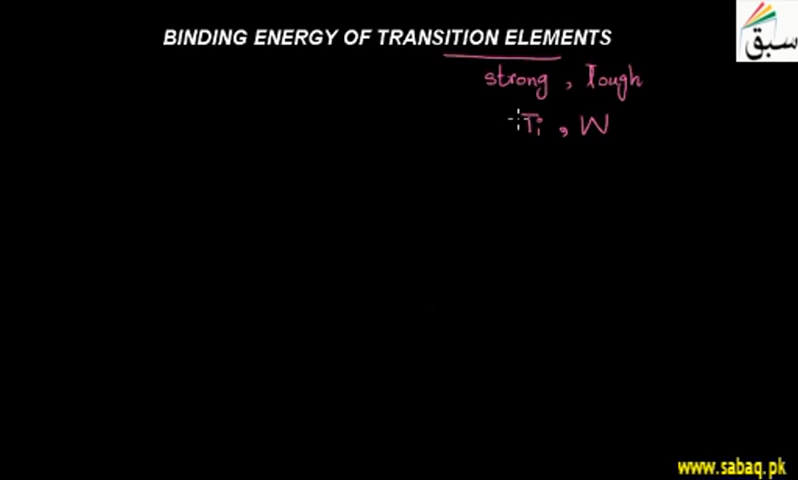 BINDING ENERGY OF TRANSITION ELEMENTS
سبق
strong , tough
Ti , W
www.sabaq.pk